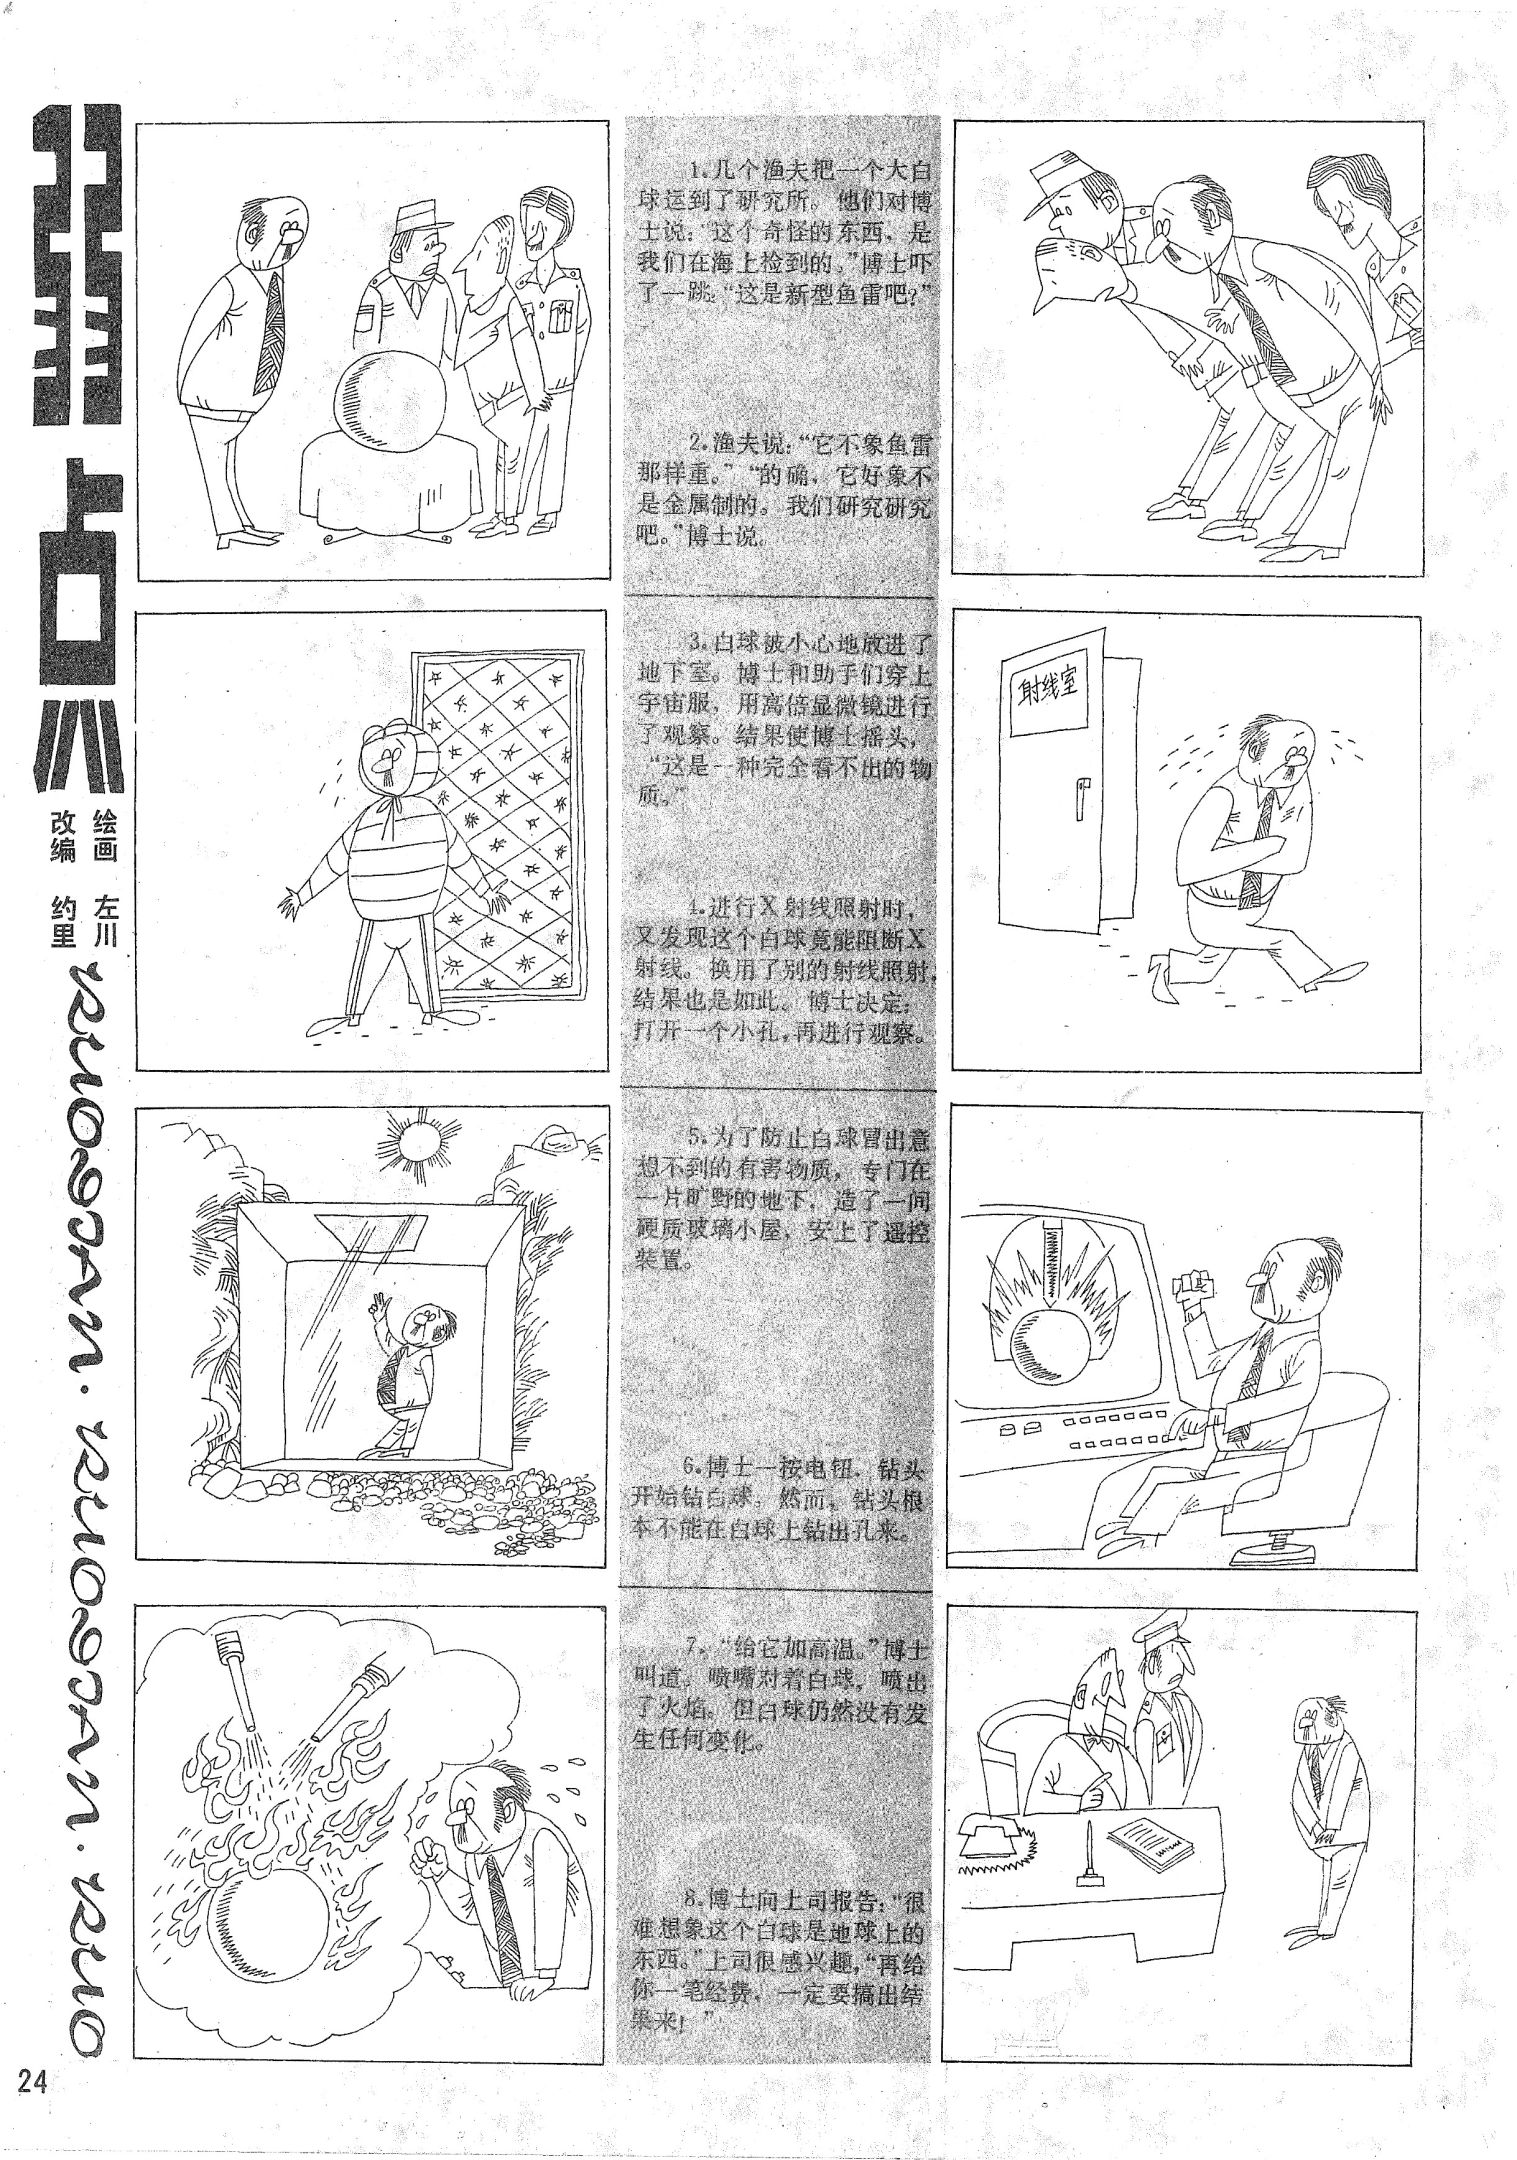 弱点
绘画 左川
改编 约里
RUODIAN·RUODIAN·RUO
1.几个渔夫把一个大白
球运到了研究所。他们对博
士说:“这个奇怪的东西,是
我们在海上捡到的。”博士吓
了一跳:“这是新型鱼雷吧?”
2.渔夫说:“它不象鱼雷
那样重。”“的确,它好象不
是金属制的。我们研究研究
吧。”博士说。
3.白球被小心地放进了
地下室。博士和助手们穿上
宇宙服,用高倍显微镜进行
了观察。结果使博士摇头,
“这是一种完全看不出的物
质。”
射线室
4.进行X射线照射时,
又发现这个白球竟能阻断X
射线。换用了别的射线照射,
结果也是如此。博士决定:
打开一个小孔,再进行观察。
5.为了防止白球冒出意
想不到的有害物质,专门在
一片旷野的地下,造了一间
硬质玻璃小屋,安上了遥控
装置。
6.博士一按电钮,钻头
开始钻白球,然而,钻头根
本不能在白球上钻出孔来。
7.“给它加高温。”博士
叫道。喷嘴对着白球,喷出
了火焰。但白球仍然没有发
生任何变化。
8.博士向上司报告:“很
难想象这个白球是地球上的
东西。”上司很感兴趣,“再给
你一笔经费,一定要搞出结
果来!”
24